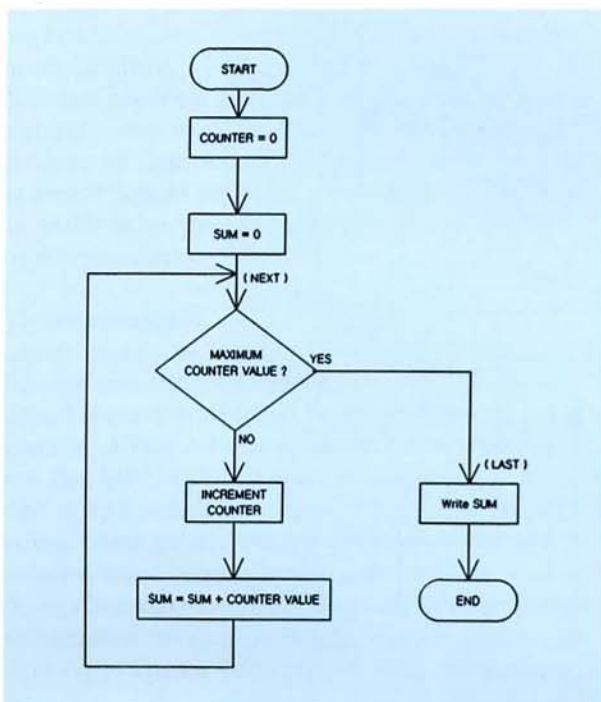 START
COUNTER = 0
SUM = 0
( NEXT )
MAXIMUM
COUNTER VALUE ?
YES
NO
( LAST )
INCREMENT
COUNTER
Write SUM
SUM = SUM + COUNTER VALUE
END